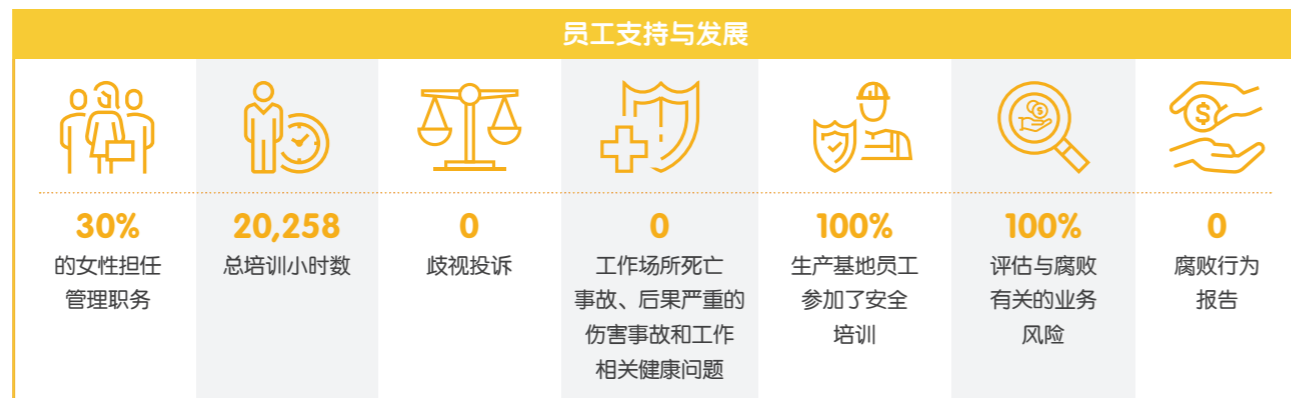 员工支持与发展
30%
的女性担任
管理职务
20,258
总培训小时数
0
歧视投诉
0
工作场所死亡
事故、后果严重的
伤害事故和工作
相关健康问题
100%
生产基地员工
参加了安全
培训
100%
评估与腐败
有关的业务
风险
0
腐败行为
报告